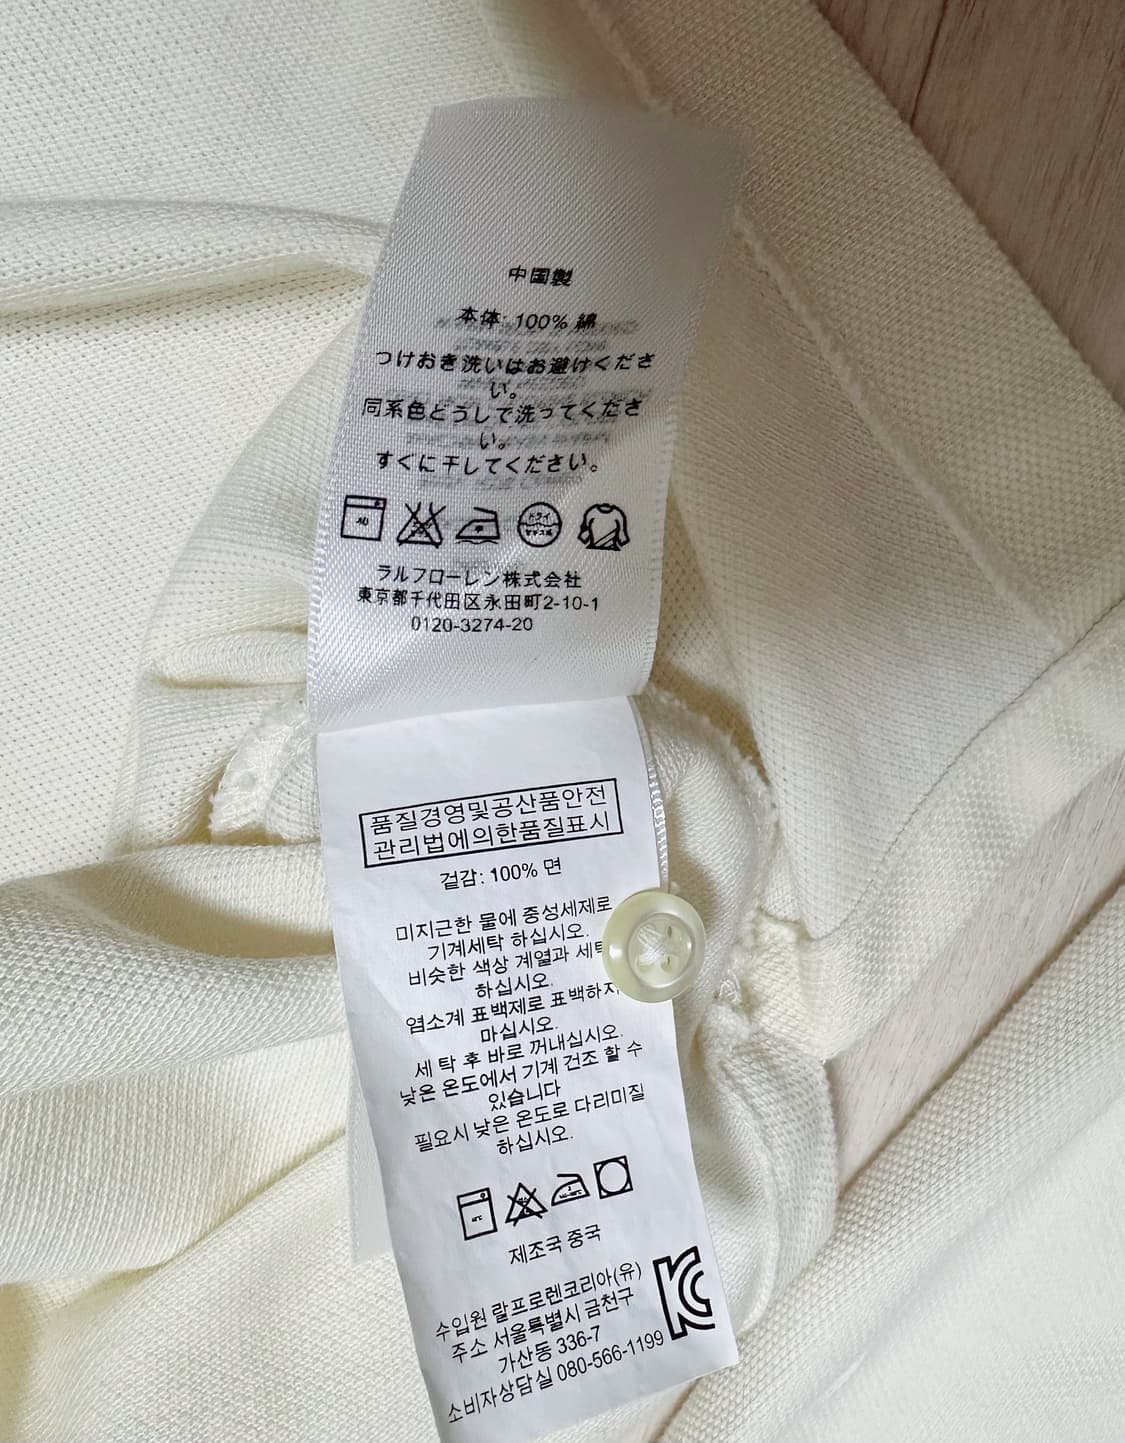 中国製
本体: 100% 綿
つけおき洗いはお避けくださ
い。
同系色どうしで洗ってくださ
い。
すぐに干してください。
40
ドライ
ラルフローレン株式会社
東京都千代田区永田町2-10-1
0120-3274-20
품질경영및공산품안전
관리법에의한품질표시
겉감: 100% 면
미지근한 물에 중성세제로
기계세탁 하십시오.
비슷한 색상 계열과 세탁
하십시오.
염소계 표백제로 표백하지
마십시오.
세 탁 후 바로 꺼내십시오.
낮은 온도에서 기계 건조 할 수
있습니다
필요시 낮은 온도로 다리미질
하십시오.
제조국 중국
수입원 랄프로렌코리아(유)
주소 서울특별시 금천구
가산동 336-7
소비자상담실 080-566-1199